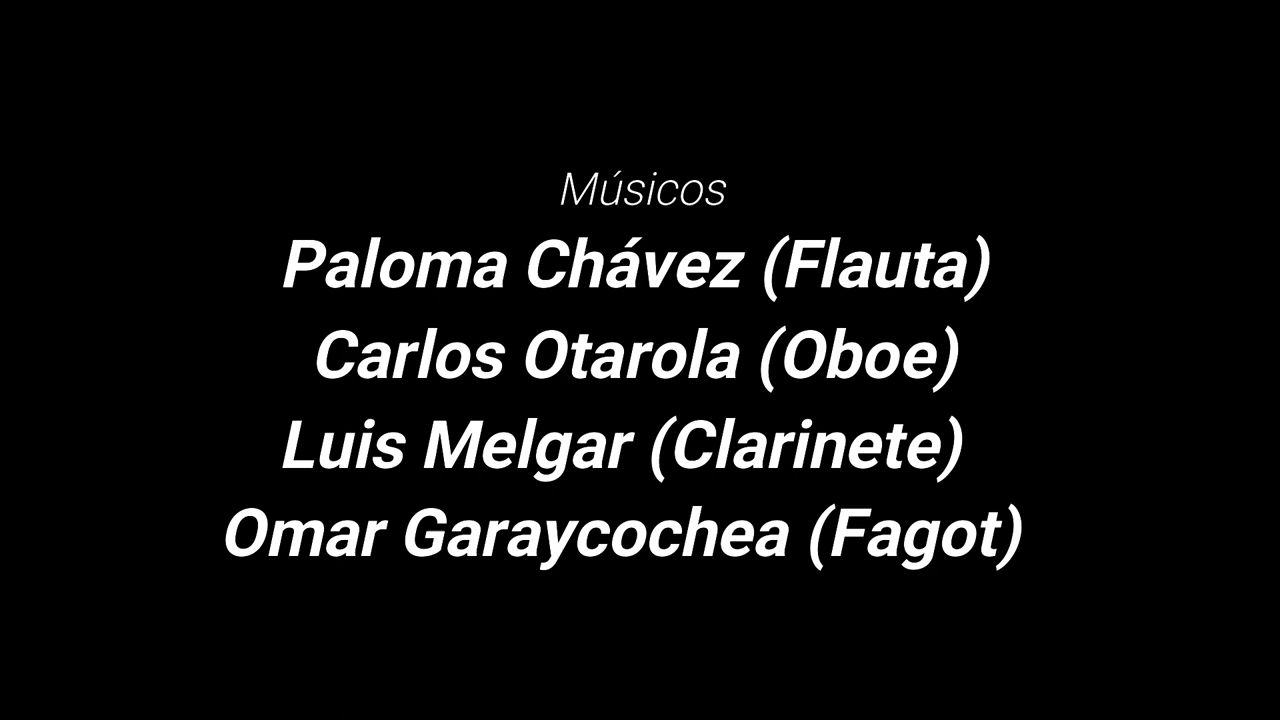 Músicos
Paloma Chávez (Flauta)
Carlos Otarola (Oboe)
Luis Melgar (Clarinete)
Omar Garaycochea (Fagot)